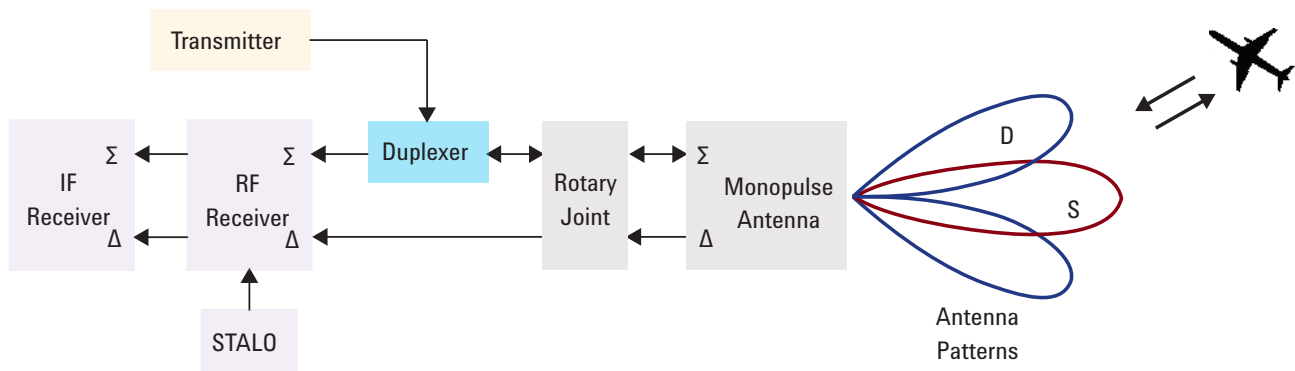 Transmitter
Duplexer
Σ
Σ
Σ
IF
Receiver
RF
Receiver
Rotary
Joint
Monopulse
Antenna
Δ
Δ
Δ
D
S
STALO
Antenna
Patterns